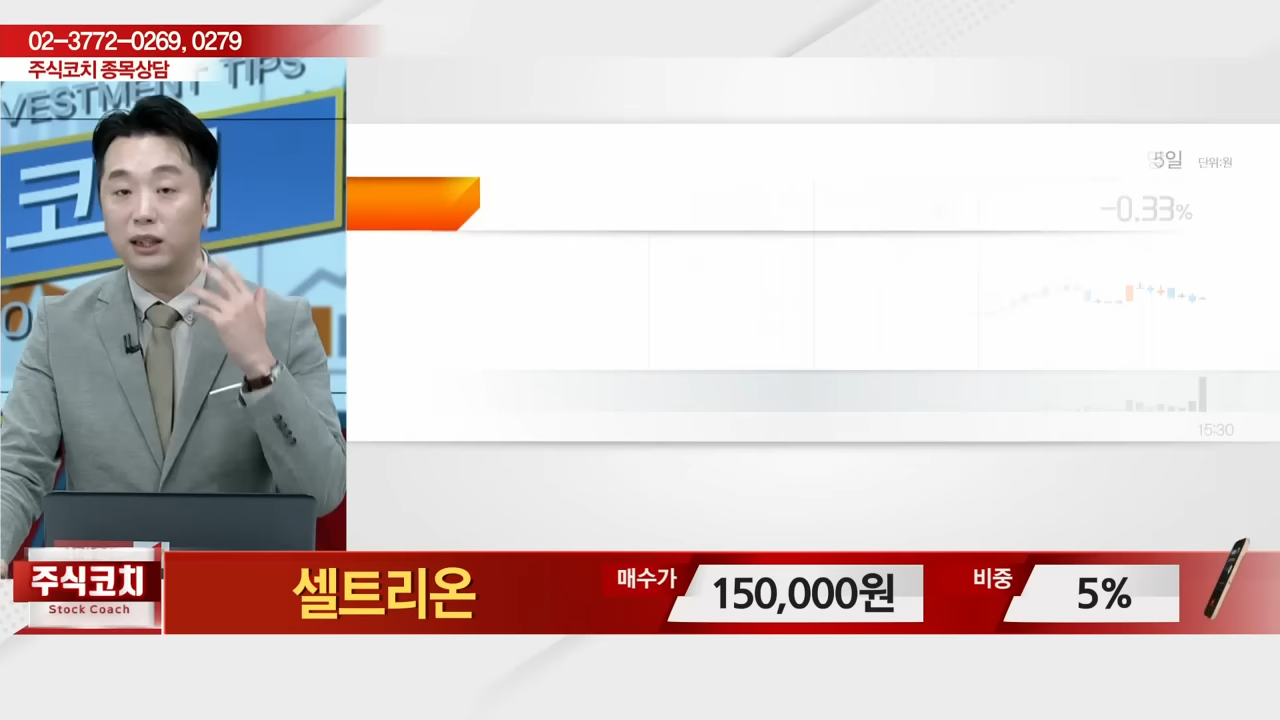 02-3772-0269, 0279
주식코치 종목상담
VESTMENT TIPS
코
5일 단위:원
-0.33%
15:30
주식코치
Stock Coach
셀트리온
매수가
150,000원
비중
5%